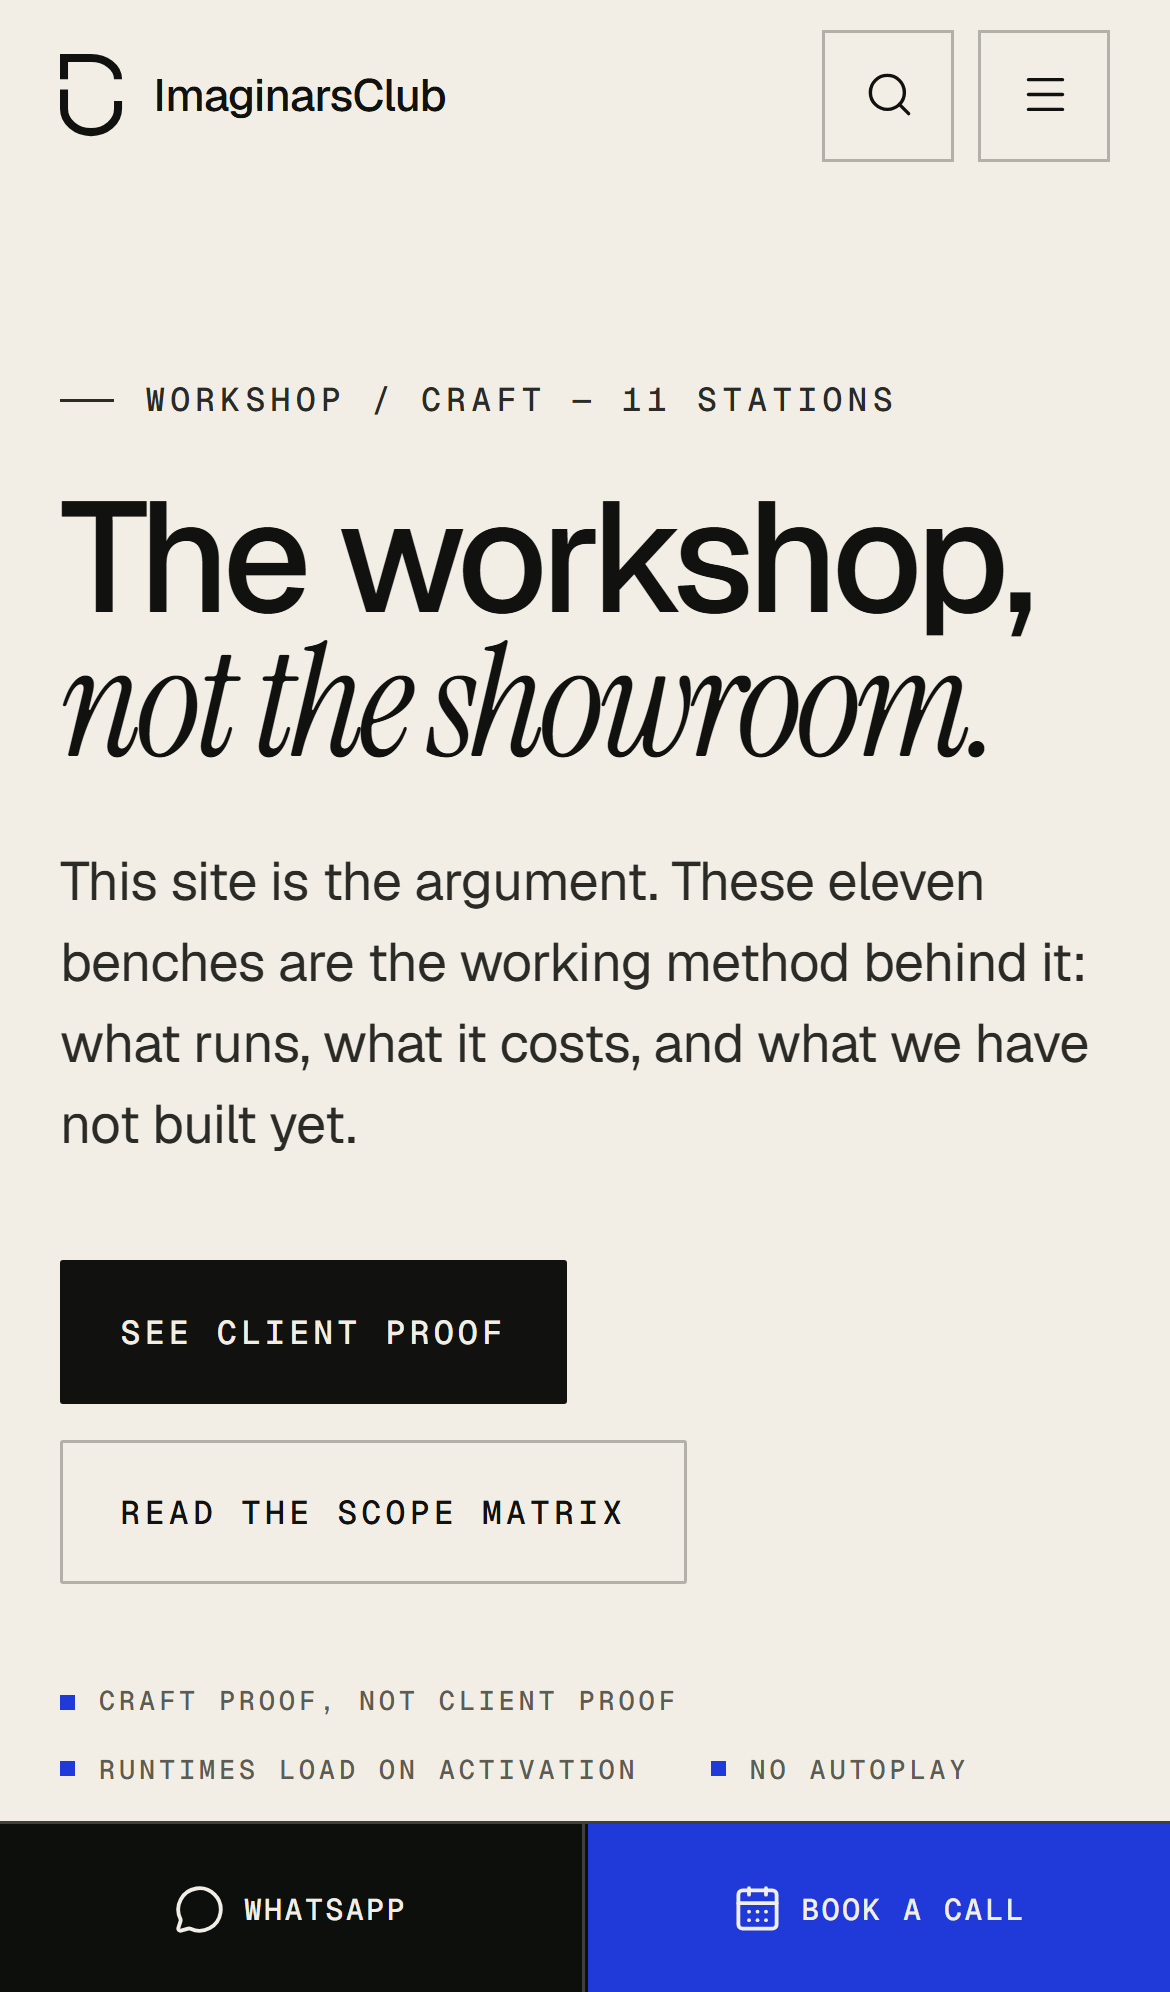 ImaginarsClub
WORKSHOP / CRAFT — 11 STATIONS
The workshop,
not the showroom.
This site is the argument. These eleven
benches are the working method behind it:
what runs, what it costs, and what we have
not built yet.
SEE CLIENT PROOF
READ THE SCOPE MATRIX
CRAFT PROOF, NOT CLIENT PROOF
RUNTIMES LOAD ON ACTIVATION NO AUTOPLAY
WHATSAPP BOOK A CALL